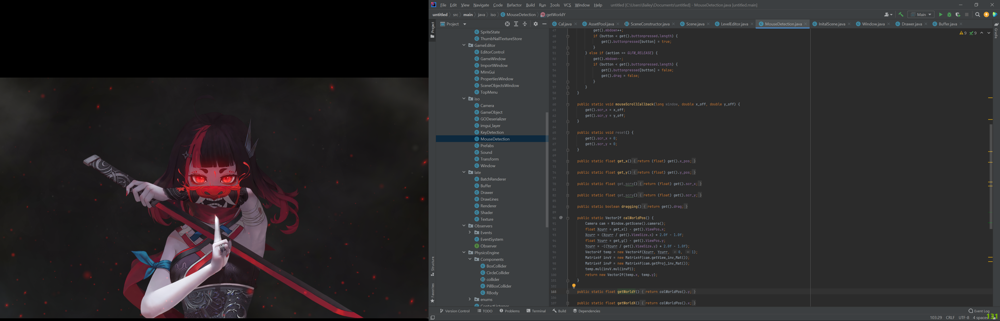 File Edit View Navigate Code Refactor Build Run Tools VCS Window Help untitled [C:\Users\Bailey\Documents\untitled] - MouseDetection.java [untitled.main]
untitled src main java iso MouseDetection getWorldY
Main
Project
Cal.java AssetPool.java SceneConstructor.java Scene.java LevelEditor.java MouseDetection.java InitalScene.java Window.java Drawer.java Buffer.java
Project
Gradle
Structure
Favorites
SpriteState
ThumbNailTextureStore
GameEditor
EditorControl
GameWindow
ImportWindow
MImGui
PropertiesWindow
SceneObjectsWindow
TopMenu
iso
Camera
GameObject
GODeserializer
imgui_layer
KeyDetection
MouseDetection
Prefabs
Sound
Transform
Window
late
BatchRenderer
Buffer
Drawer
DrawLines
Renderer
Shader
Texture
Observers
Events
EventSystem
Observer
PhysicsEngine
Components
BoxCollider
CircleCollider
collider
PillBoxCollider
RBody
enums
ContactListerner
9 9
47 get().mbdown++;
48 if (button < get().buttonpressed.length) {
49 get().buttonpressed[button] = true;
50 }
51 } else if (action == GLFW_RELEASE) {
52 get().mbdown--;
53 if (button < get().buttonpressed.length) {
54 get().buttonpressed[button] = false;
55 get().drag = false;
56 }
57 }
58 }
59
60 public static void mouseScrollCallback(long window, double x_off, double y_off) {
61 get().scr_x = x_off;
62 get().scr_y = y_off;
63 }
64
65 public static void reset() {
66 get().scr_x = 0;
67 get().scr_y = 0;
68 }
69
70 public static float get_x() { return (float) get().x_pos; }
73
74 public static float get_y() { return (float) get().y_pos; }
77
78 public static float get_scrx() { return (float) get().scr_x; }
81
82 public static float get_scry() { return (float) get().scr_y; }
85
86 public static boolean dragging() { return get().drag; }
89
90 @ public static Vector2f calWorldPos() {
91 Camera cam = Window.getScene().camera();
92 float Xcurr = get_x() - get().ViewPos.x;
93 Xcurr = (Xcurr / get().ViewSize.x) * 2.0f - 1.0f;
94 float Ycurr = get_y() - get().ViewPos.y;
95 Ycurr = -((Ycurr / get().ViewSize.y) * 2.0f - 1.0f);
96 Vector4f temp = new Vector4f(Xcurr, Ycurr, z: 0, w: 1);
97 Matrix4f invV = new Matrix4f(cam.getView_inv_Mat());
98 Matrix4f invP = new Matrix4f(cam.getProj_inv_Mat());
99 temp.mul(invV.mul(invP));
100 return new Vector2f(temp.x, temp.y);
101 }
102
103 public static float getWorldY() { return calWorldPos().y; }
106
107 public static float getWorldX() { return calWorldPos().x; }
Version Control TODO Problems Terminal Build Dependencies Event Log
103:29 CRLF UTF-8 4 spaces
131